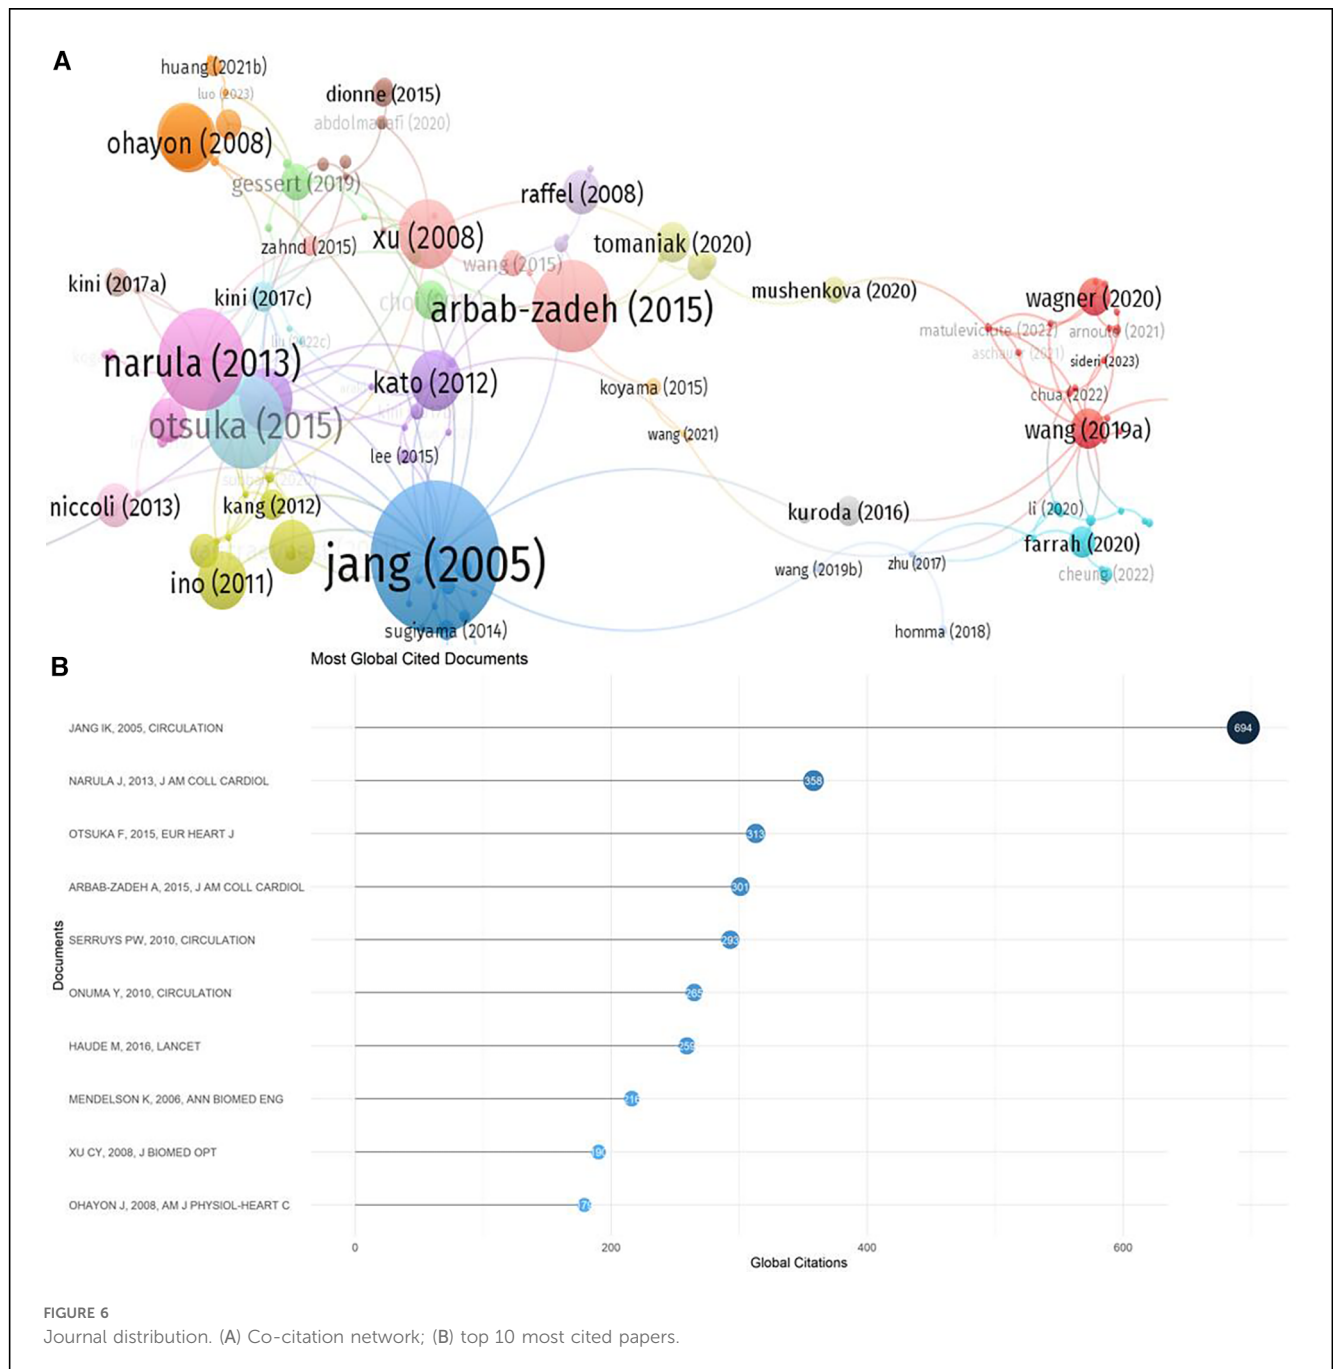 A
huang (2021b)
luo (2023)
dionne (2015)
abdolmanafi (2020)
ohayon (2008)
gessert (2019)
raffel (2008)
zahnd (2015)
xu (2008)
tomaniak (2020)
wang (2015)
kini (2017a)
kini (2017c)
mushenkova (2020)
wagner (2020)
arbab-zadeh (2015)
matuleviciute (2022)
arnould (2021)
liu (2022c)
aschauer (2021)
sideri (2023)
narula (2013)
kato (2012)
koyama (2015)
chua (2022)
otsuka (2015)
wang (2021)
wang (2019a)
lee (2015)
niccoli (2013)
kang (2012)
kuroda (2016)
li (2020)
jang (2005)
farrah (2020)
zhu (2017)
wang (2019b)
cheung (2022)
ino (2011)
sugiyama (2014)
homma (2018)
B
Most Global Cited Documents
JANG IK, 2005, CIRCULATION
694
NARULA J, 2013, J AM COLL CARDIOL
358
OTSUKA F, 2015, EUR HEART J
313
ARBAB-ZADEH A, 2015, J AM COLL CARDIOL
301
SERRUYS PW, 2010, CIRCULATION
293
ONUMA Y, 2010, CIRCULATION
265
HAUDE M, 2016, LANCET
259
MENDELSON K, 2006, ANN BIOMED ENG
216
XU CY, 2008, J BIOMED OPT
190
OHAYON J, 2008, AM J PHYSIOL-HEART C
Documents
0 200 400 600
Global Citations
FIGURE 6
Journal distribution. (A) Co-citation network; (B) top 10 most cited papers.